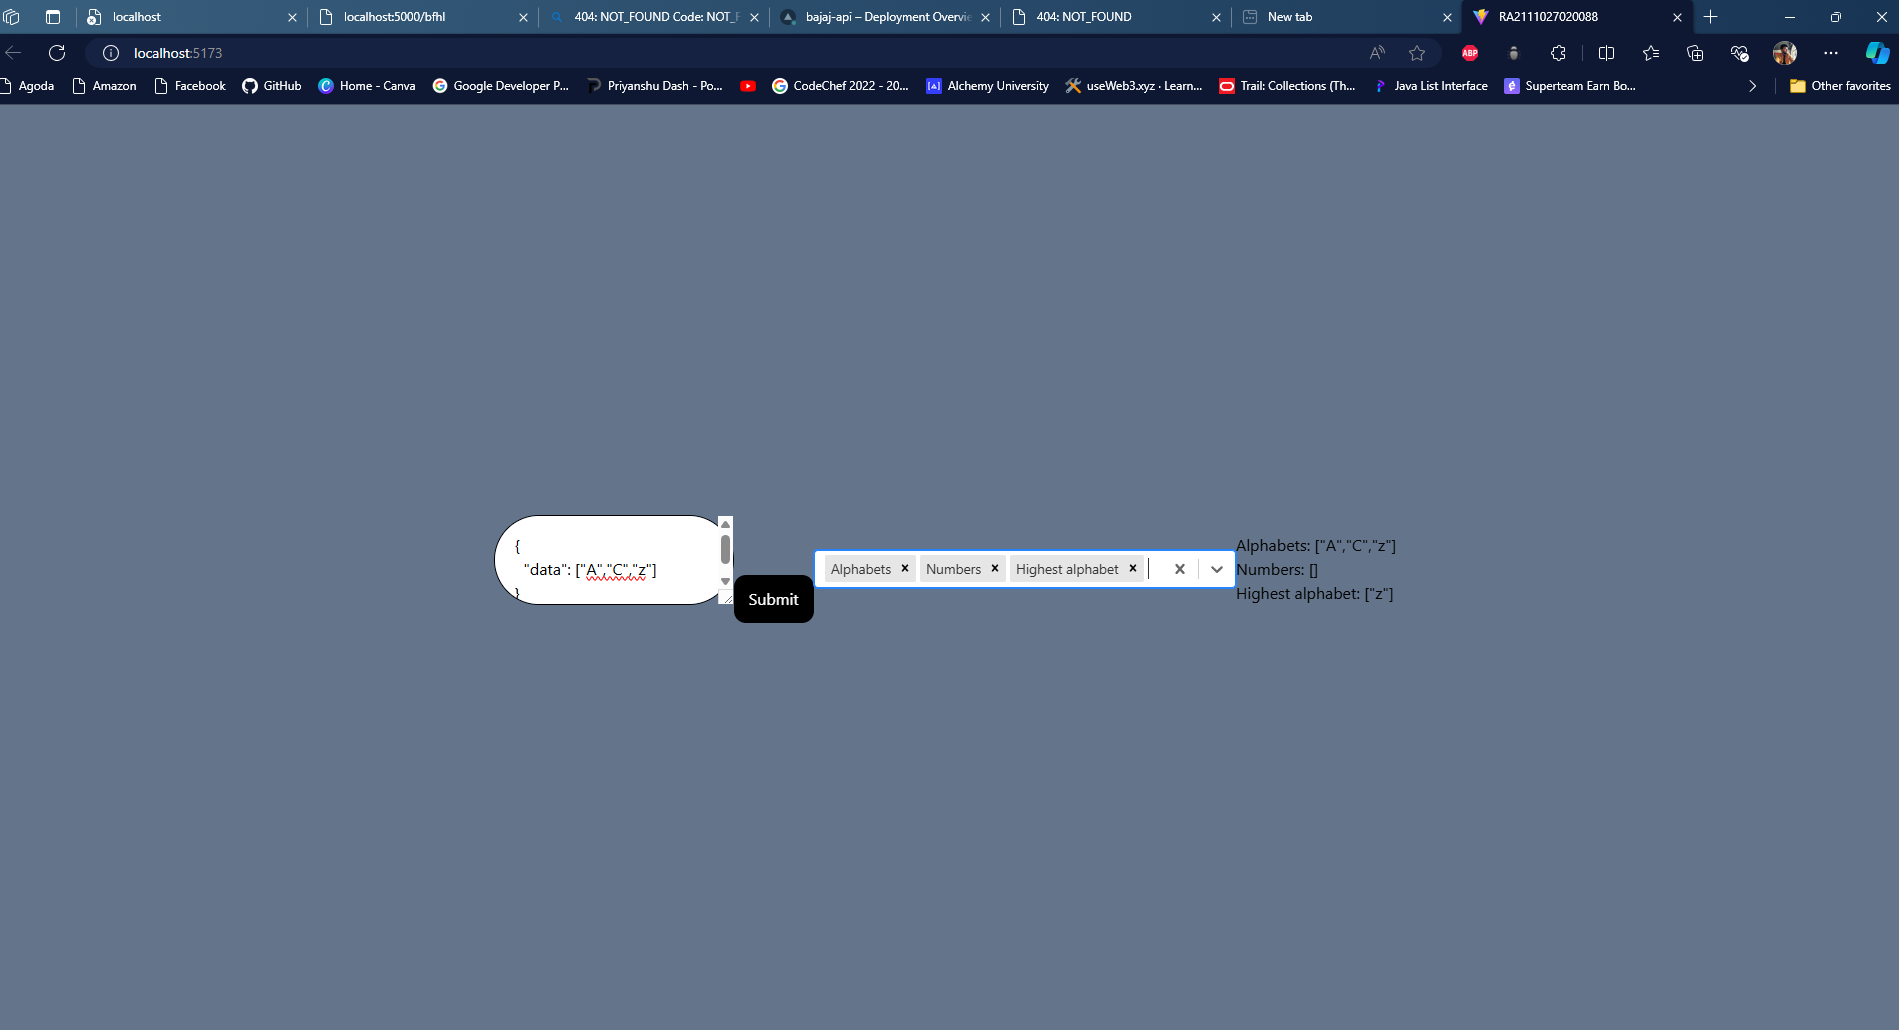 localhost
localhost:5000/bfhl
404: NOT_FOUND Code: NOT_F
bajaj-api – Deployment Overvie
404: NOT_FOUND
New tab
RA2111027020088
localhost:5173
ABP
Agoda
Amazon
Facebook
GitHub
Home - Canva
Google Developer P...
Priyanshu Dash - Po...
CodeChef 2022 - 20...
Alchemy University
useWeb3.xyz · Learn...
Trail: Collections (Th...
Java List Interface
Superteam Earn Bo...
Other favorites
{
"data": ["A","C","z"]
}
Submit
Alphabets
Numbers
Highest alphabet
Alphabets: ["A","C","z"]
Numbers: []
Highest alphabet: ["z"]